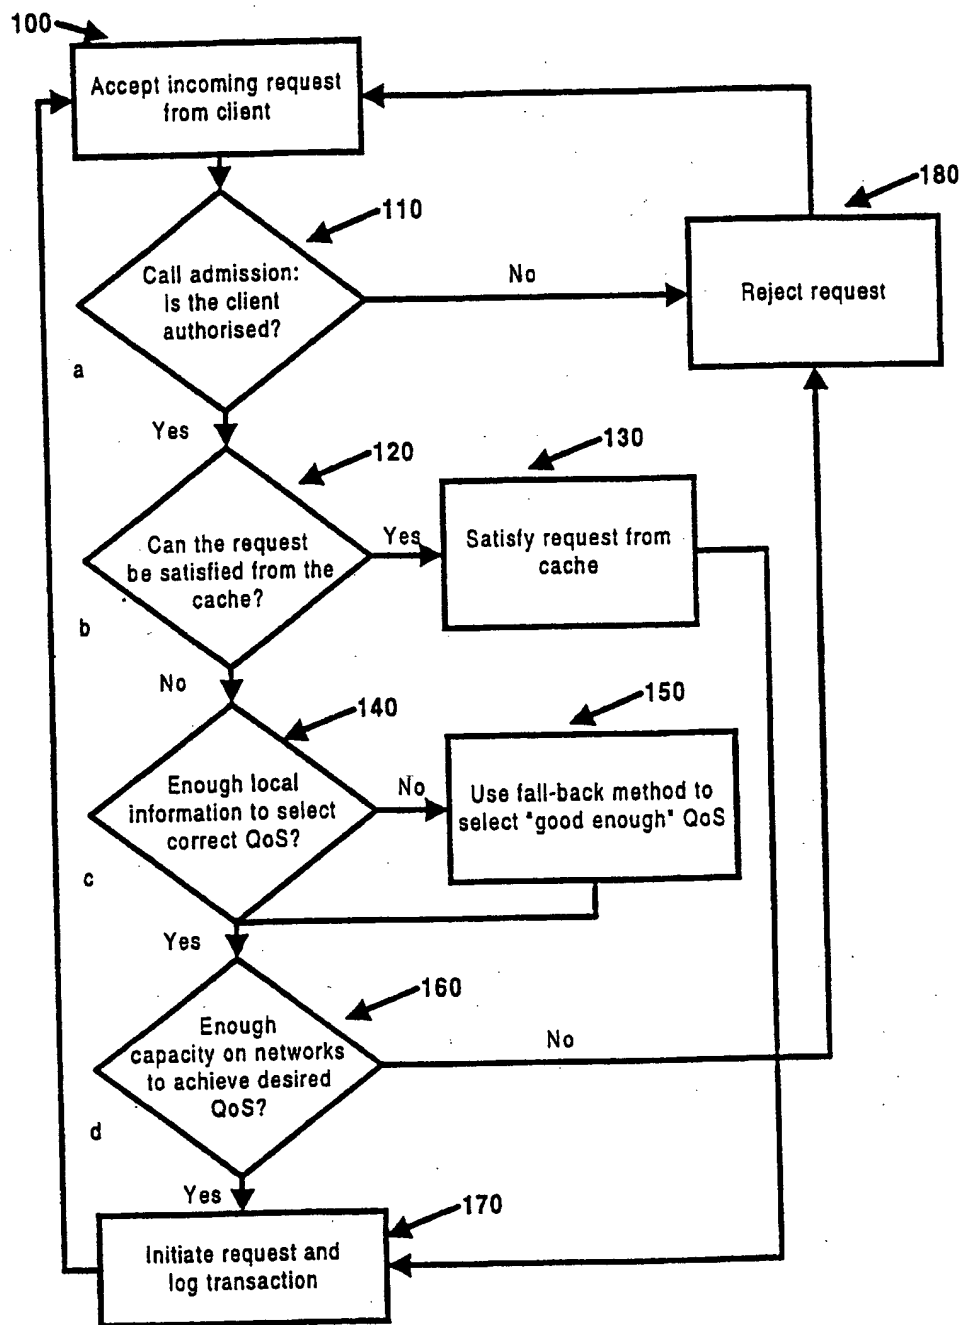 100
Accept incoming request
from client
110
180
Call admission:
Is the client
authorised?
No
Reject request
a
Yes
120
130
Can the request
be satisfied from the
cache?
Yes
Satisfy request from
cache
b
No
140
150
Enough local
information to select
correct QoS?
No
Use fall-back method to
select "good enough" QoS
c
Yes
160
Enough
capacity on networks
to achieve desired
QoS?
No
d
Yes
170
Initiate request and
log transaction